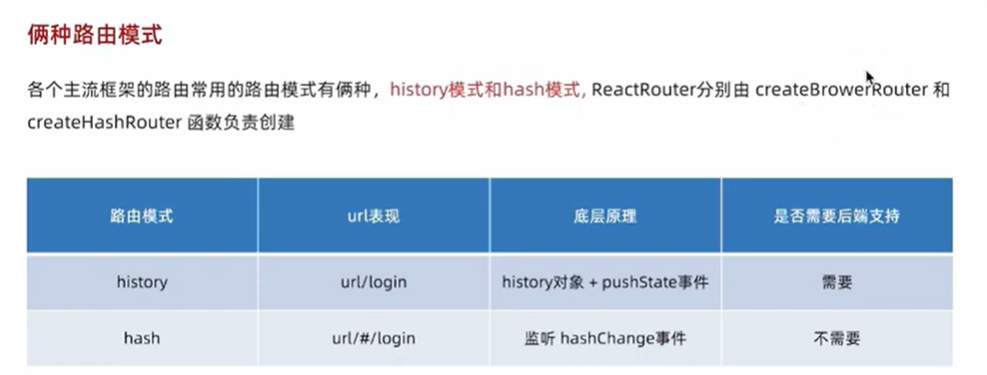 俩种路由模式
各个主流框架的路由常用的路由模式有俩种，history模式和hash模式, ReactRouter分别由 createBrowerRouter 和
createHashRouter 函数负责创建
路由模式 url表现 底层原理 是否需要后端支持
history url/login history对象 + pushState事件 需要
hash url/#/login 监听 hashChange事件 不需要